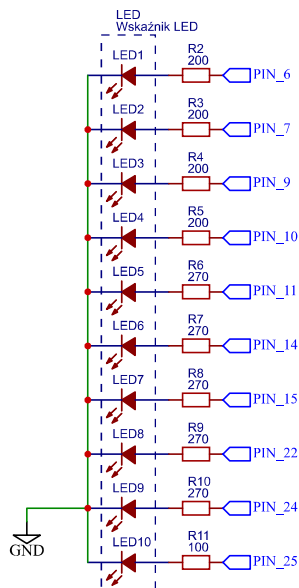 LED
Wskaźnik LED
LED1
R2
200
PIN_6
LED2
R3
200
PIN_7
LED3
R4
200
PIN_9
LED4
R5
200
PIN_10
LED5
R6
270
PIN_11
LED6
R7
270
PIN_14
LED7
R8
270
PIN_15
LED8
R9
270
PIN_22
LED9
R10
270
PIN_24
GND
LED10
R11
100
PIN_25